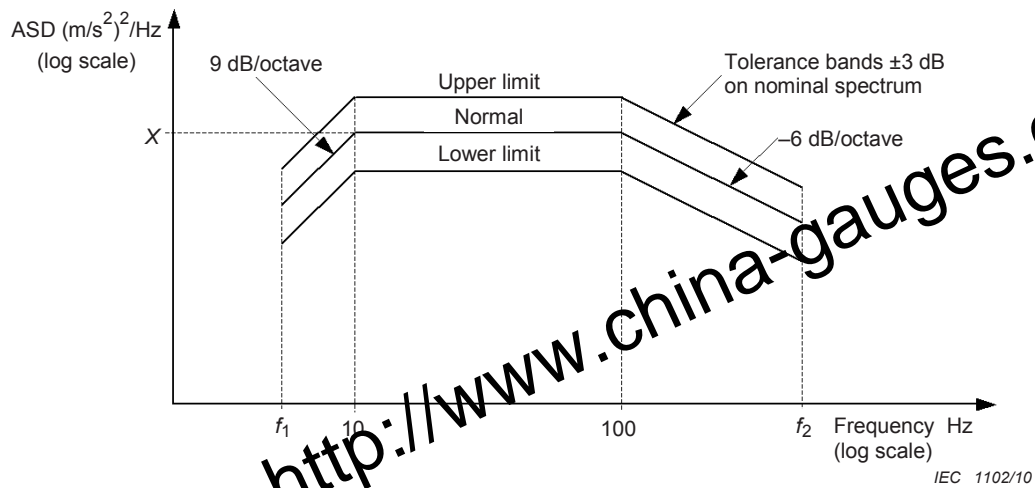 ASD (m/s²)²/Hz
(log scale)
9 dB/octave
Upper limit
Normal
Lower limit
Tolerance bands ±3 dB
on nominal spectrum
–6 dB/octave
X
f₁
10
100
f₂
Frequency Hz
(log scale)
http://www.china-gauges.c
IEC 1102/10